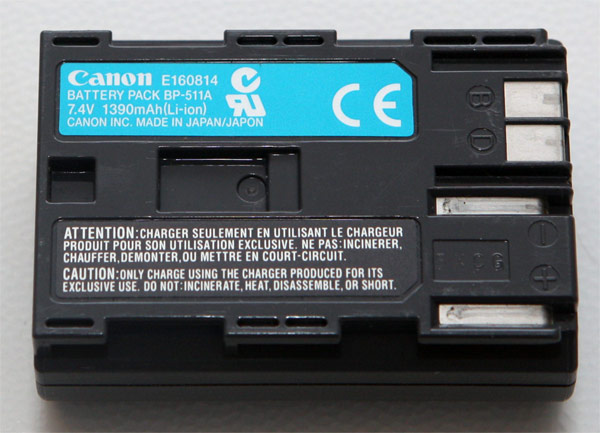 Canon E160814
BATTERY PACK BP-511A
7.4V 1390mAh(Li-ion)
CANON INC. MADE IN JAPAN/JAPON
CE
B
D
ATTENTION:CHARGER SEULEMENT EN UTILISANT LE CHARGEUR
PRODUIT POUR SON UTILISATION EXCLUSIVE. NE PAS:INCINERER,
CHAUFFER,DEMONTER,OU METTRE EN COURT-CIRCUIT.
CAUTION:ONLY CHARGE USING THE CHARGER PRODUCED FOR ITS
EXCLUSIVE USE. DO NOT:INCINERATE,HEAT, DISASSEMBLE, OR SHORT.
−
+